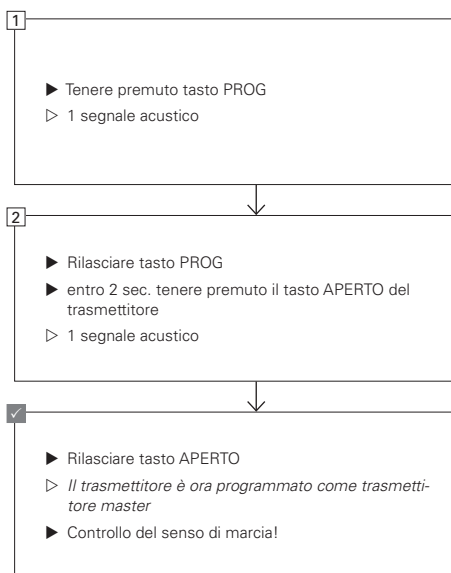 1
▶ Tenere premuto tasto PROG
▷ 1 segnale acustico
2
▶ Rilasciare tasto PROG
▶ entro 2 sec. tenere premuto il tasto APERTO del
trasmettitore
▷ 1 segnale acustico
✓
▶ Rilasciare tasto APERTO
▷ Il trasmettitore è ora programmato come trasmetti-
tore master
▶ Controllo del senso di marcia!